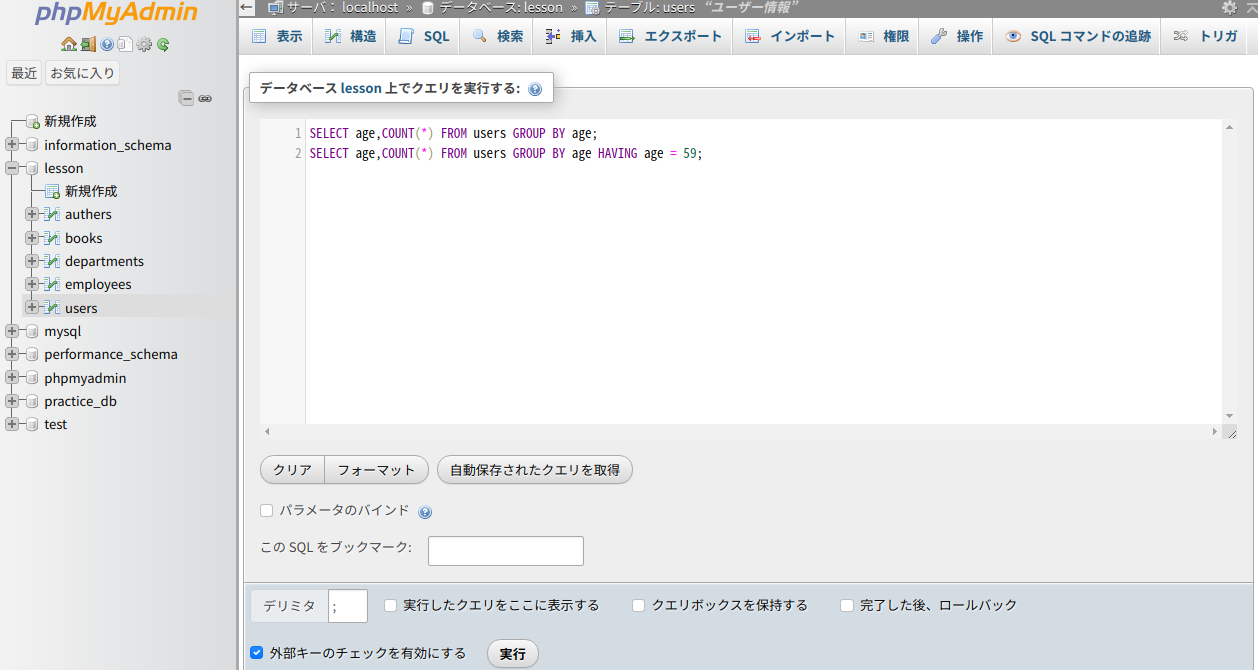 phpMyAdmin
最近 お気に入り
新規作成
information_schema
lesson
新規作成
authers
books
departments
employees
users
mysql
performance_schema
phpmyadmin
practice_db
test
サーバ: localhost » データベース: lesson » テーブル: users “ユーザー情報”
表示 構造 SQL 検索 挿入 エクスポート インポート 権限 操作 SQL コマンドの追跡 トリガ
データベース lesson 上でクエリを実行する:
1 SELECT age,COUNT(*) FROM users GROUP BY age;
2 SELECT age,COUNT(*) FROM users GROUP BY age HAVING age = 59;
クリア フォーマット 自動保存されたクエリを取得
パラメータのバインド
この SQL をブックマーク:
デリミタ ; 実行したクエリをここに表示する クエリボックスを保持する 完了した後、ロールバック
外部キーのチェックを有効にする 実行